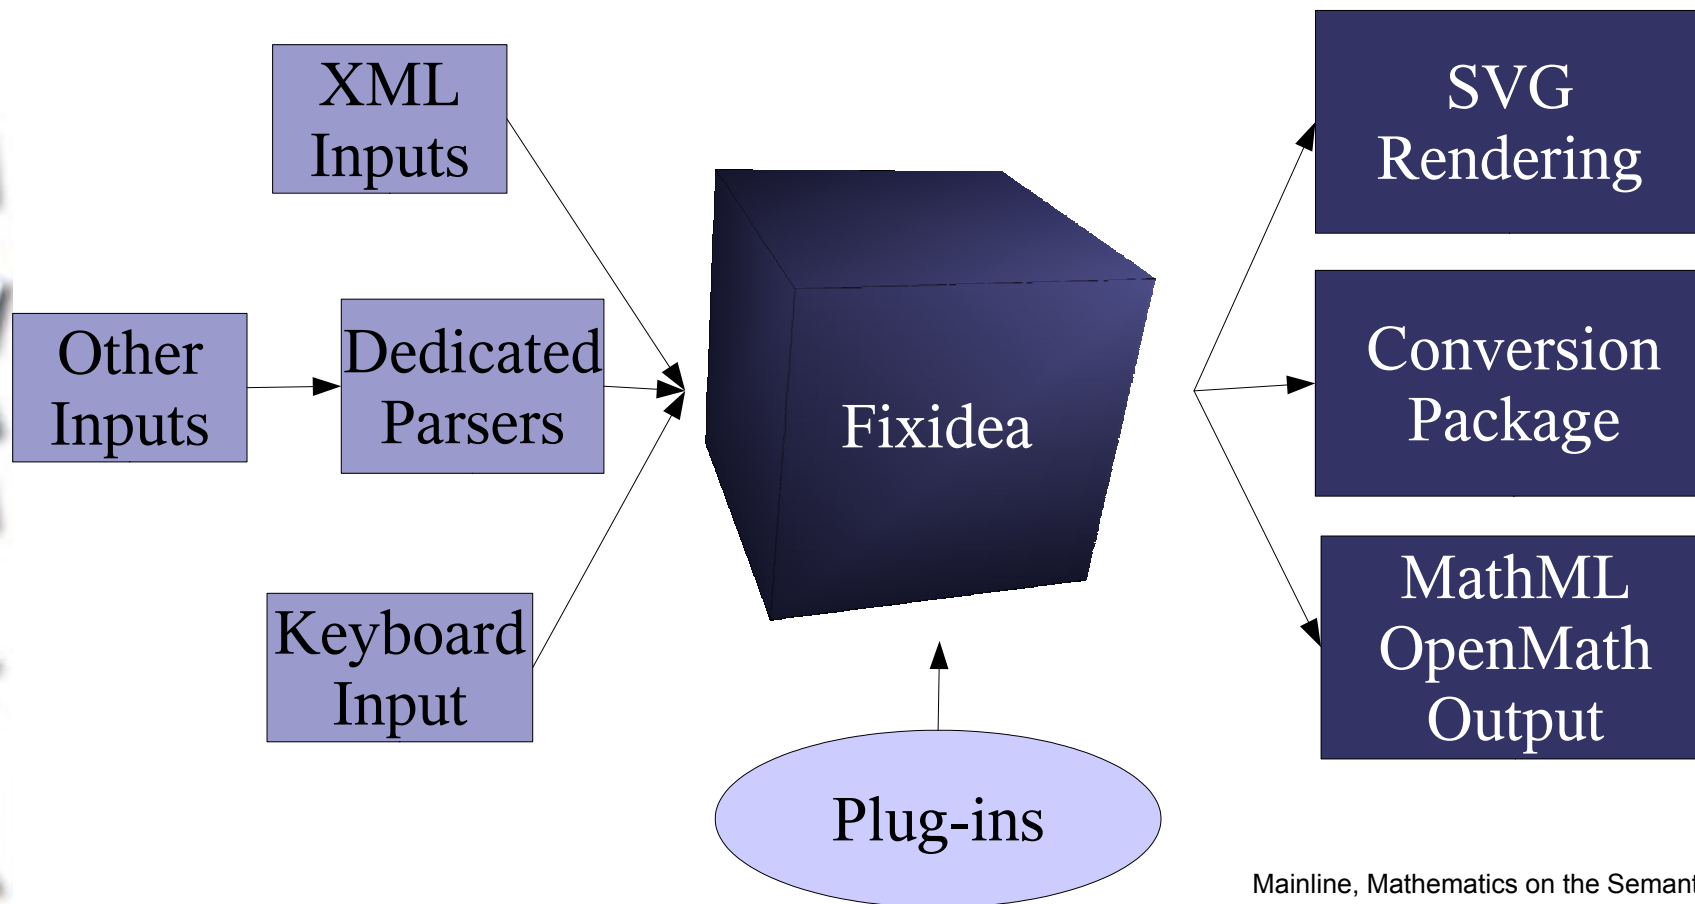 XML
Inputs
Other
Inputs
Dedicated
Parsers
Keyboard
Input
Fixidea
Plug-ins
SVG
Rendering
Conversion
Package
MathML
OpenMath
Output
Mainline, Mathematics on the Semant